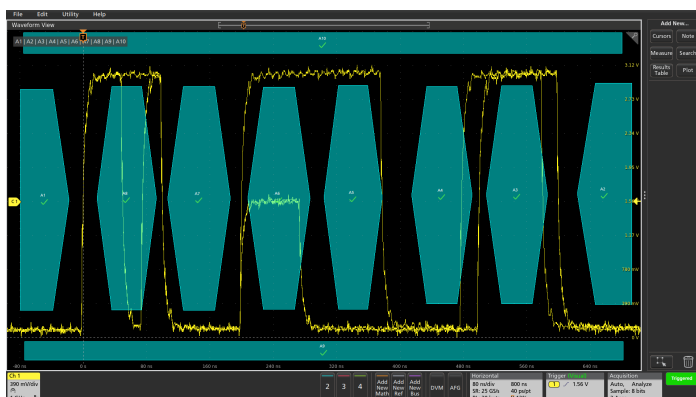 File Edit Utility Help
Waveform View
Add New...
A1 | A2 | A3 | A4 | A5 | A6 | A7 | A8 | A9 | A10
A10
Cursors Note
Measure Search
Results Table Plot
3.12 V
2.73 V
2.34 V
1.95 V
780 mV
0 V
A1
A8
A7
A6
A5
A4
A3
A2
C1
A9
-80 ns 0 s 80 ns 160 ns 240 ns 320 ns 400 ns 480 ns 560 ns 640 ns
Ch 1
390 mV/div
2 3 4
Add New Math
Add New Ref
Add New Bus
DVM AFG
Horizontal
80 ns/div 800 ns
SR: 25 GS/s 40 ps/pt
Trigger (Visual)
1 1.56 V
Acquisition
Auto, Analyze
Sample: 8 bits
Triggered